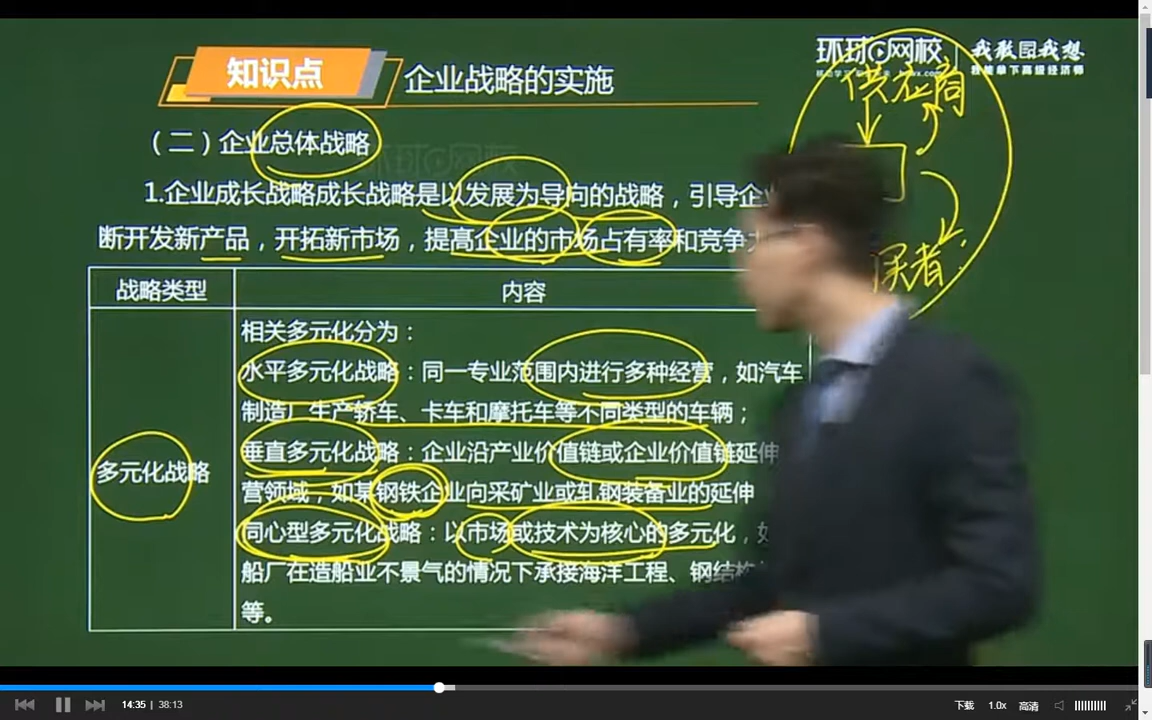 环球网校 我敢因我想
知识点 企业战略的实施
供应商
（二）企业总体战略
1.企业成长战略成长战略是以发展为导向的战略，引导企
断开发新产品，开拓新市场，提高企业的市场占有率和竞争
战略类型 内容
相关多元化分为：
水平多元化战略：同一专业范围内进行多种经营，如汽车
制造厂生产轿车、卡车和摩托车等不同类型的车辆；
多元化战略
垂直多元化战略：企业沿产业价值链或企业价值链延伸
营领域，如某钢铁企业向采矿业或轧钢装备业的延伸
同心型多元化战略：以市场或技术为核心的多元化，如
船厂在造船业不景气的情况下承接海洋工程、钢结构
等。
14:35 | 38:13 下载 1.0x 高清